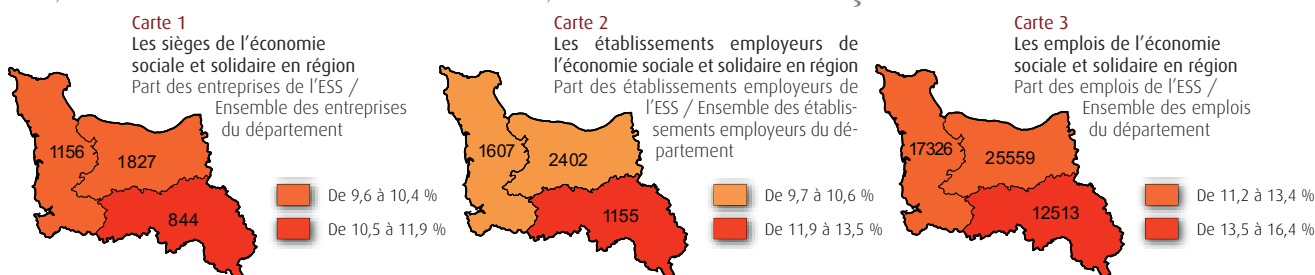 Carte 1
Les sièges de l'économie
sociale et solidaire en région
Part des entreprises de l'ESS /
Ensemble des entreprises
du département
1156
1827
844
De 9,6 à 10,4 %
De 10,5 à 11,9 %
Carte 2
Les établissements employeurs de
l'économie sociale et solidaire en région
Part des établissements employeurs de
l'ESS / Ensemble des établis-
sements employeurs du dé-
partement
1607
2402
1155
De 9,7 à 10,6 %
De 11,9 à 13,5 %
Carte 3
Les emplois de l'économie
sociale et solidaire en région
Part des emplois de l'ESS /
Ensemble des emplois
du département
17326
25559
12513
De 11,2 à 13,4 %
De 13,5 à 16,4 %